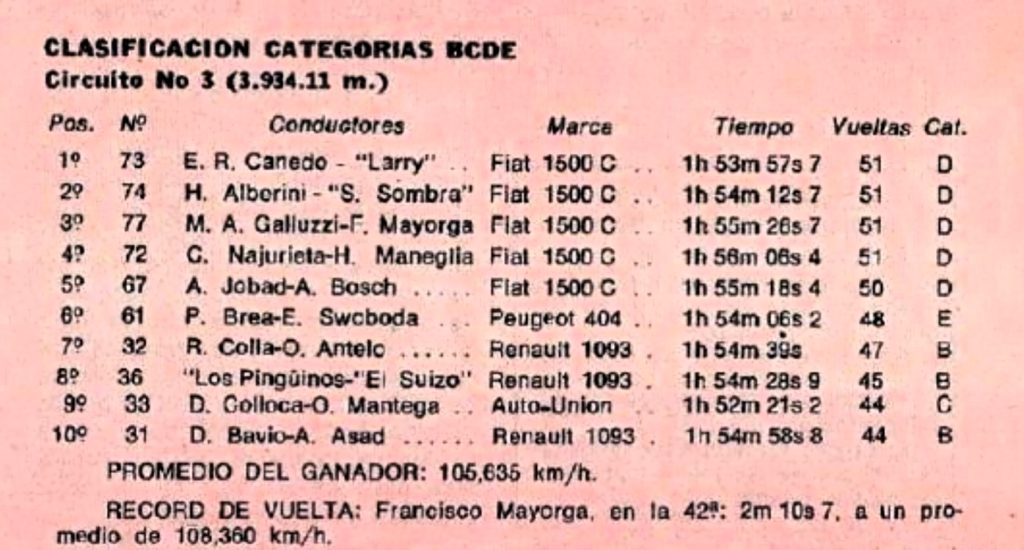 CLASIFICACION CATEGORIAS BCDE
Circuito No 3 (3.934.11 m.)
Pos. Nº Conductores Marca Tiempo Vueltas Cat.
1º 73 E. R. Canedo - "Larry" .. Fiat 1500 C .. 1h 53m 57s 7 51 D
2º 74 H. Alberini - "S. Sombra" Fiat 1500 C .. 1h 54m 12s 7 51 D
3º 77 M. A. Galluzzi-F. Mayorga Fiat 1500 C .. 1h 55m 26s 7 51 D
4º 72 C. Najurieta-H. Maneglia Fiat 1500 C .. 1h 56m 06s 4 51 D
5º 67 A. Jobad-A. Bosch ..... Fiat 1500 C .. 1h 55m 18s 4 50 D
6º 61 P. Brea-E. Swoboda ... Peugeot 404 .. 1h 54m 06s 2 48 E
7º 32 R. Colla-O. Antelo ...... Renault 1093 . 1h 54m 39s 47 B
8º 36 "Los Pingüinos-"El Suizo" Renault 1093 . 1h 54m 28s 9 45 B
9º 33 D. Colloca-O. Mantega .. Auto-Union .. 1h 52m 21s 2 44 C
10º 31 D. Bavio-A. Asad ...... Renault 1093 . 1h 54m 58s 8 44 B
PROMEDIO DEL GANADOR: 105,635 km/h.
RECORD DE VUELTA: Francisco Mayorga, en la 42ª: 2m 10s 7, a un pro-
medio de 108,360 km/h.